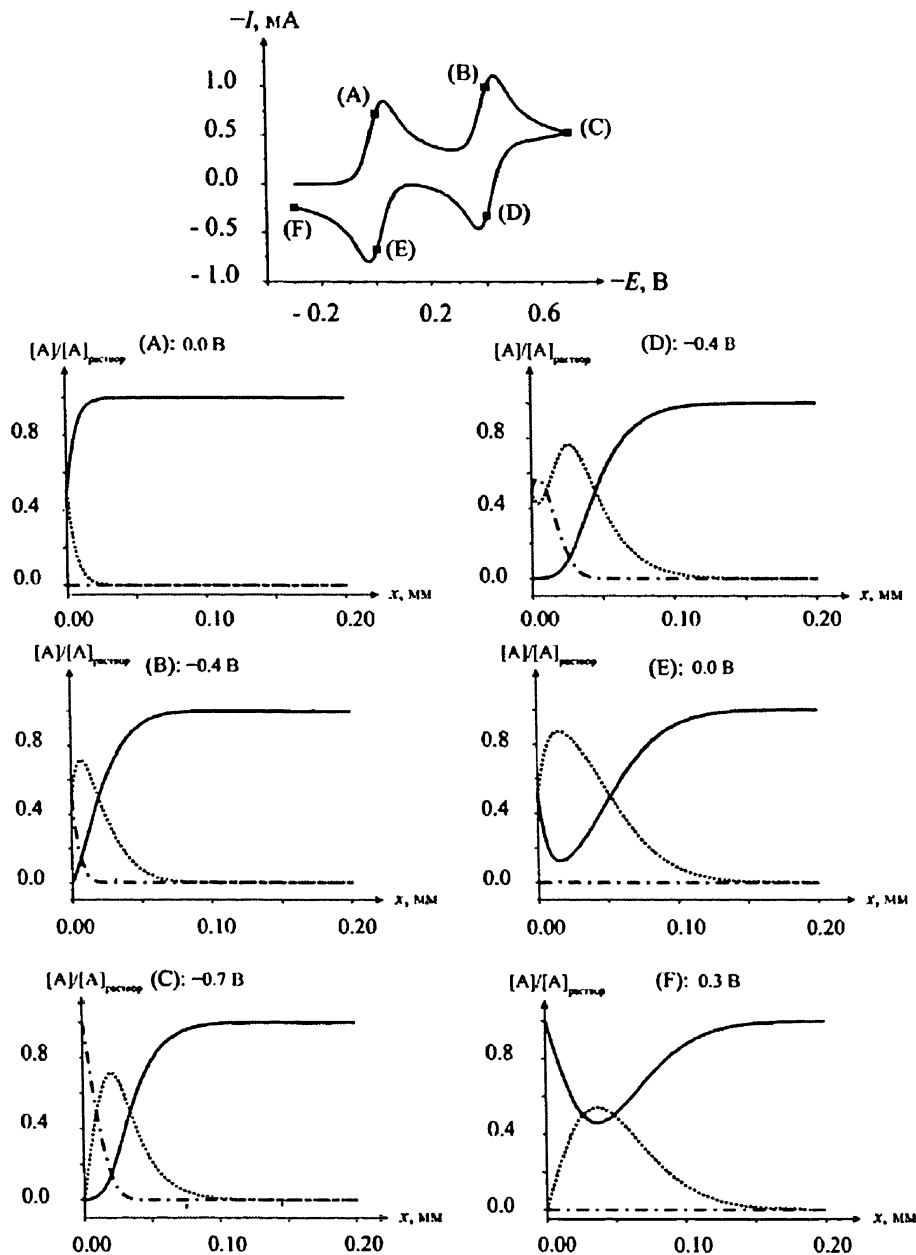 −I, мА
1.0
0.5
0.0
- 0.5
- 1.0
(A)
(B)
(C)
(D)
(E)
(F)
−E, В
- 0.2
0.2
0.6
[A]/[A]раствор
(A): 0.0 В
0.8
0.4
0.0
0.00
0.10
0.20
x, мм
[A]/[A]раствор
(D): −0.4 В
0.8
0.4
0.0
0.00
0.10
0.20
x, мм
[A]/[A]раствор
(B): −0.4 В
0.8
0.4
0.0
0.00
0.10
0.20
x, мм
[A]/[A]раствор
(E): 0.0 В
0.8
0.4
0.0
0.00
0.10
0.20
x, мм
[A]/[A]раствор
(C): −0.7 В
0.8
0.4
0.0
0.00
0.10
0.20
x, мм
[A]/[A]раствор
(F): 0.3 В
0.8
0.4
0.0
0.00
0.10
0.20
x, мм